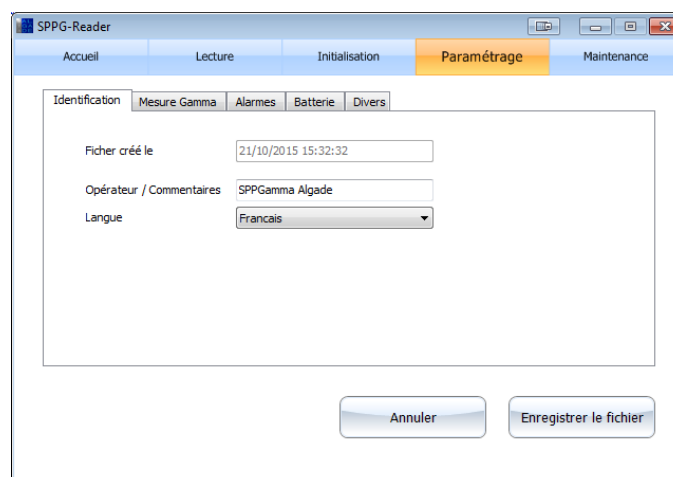 SPPG-Reader
Accueil Lecture Initialisation Paramétrage Maintenance
Identification Mesure Gamma Alarmes Batterie Divers
Ficher créé le 21/10/2015 15:32:32
Opérateur / Commentaires SPPGamma Algade
Langue Francais
Annuler Enregistrer le fichier